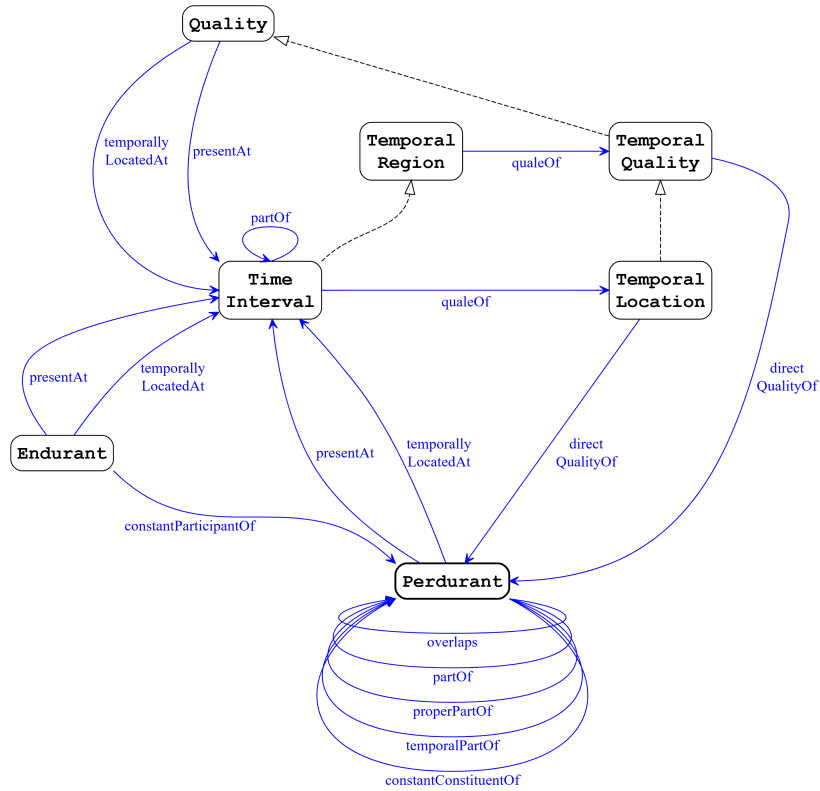 Quality
temporally
LocatedAt
presentAt
Temporal
Region
qualeOf
Temporal
Quality
partOf
Time
Interval
qualeOf
Temporal
Location
presentAt
temporally
LocatedAt
direct
QualityOf
Endurant
presentAt
temporally
LocatedAt
direct
QualityOf
constantParticipantOf
Perdurant
overlaps
partOf
properPartOf
temporalPartOf
constantConstituentOf